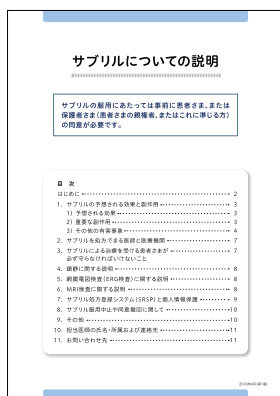 サブリルについての説明
サブリルの服用にあたっては事前に患者さま、または
保護者さま（患者さまの親権者、またはこれに準じる方）
の同意が必要です。
目 次
はじめに 2
1. サブリルの予想される効果と副作用 3
1）予想される効果 3
2）重要な副作用 3
3）その他の有害事象 4
2. サブリルを処方できる医師と医療機関 7
3. サブリルによる治療を受ける患者さまが 7
必ず守らなければいけないこと
4. 鎮静に関する説明 8
5. 網膜電図検査（ERG検査）に関する説明 8
6. MRI検査に関する説明 8
7. サブリル処方登録システム（SRSP）と個人情報保護 9
8. サブリル服用中止や同意撤回に関して 10
9. その他 10
10. 担当医師の氏名・所属および連絡先 11
11. お問い合わせ先 11